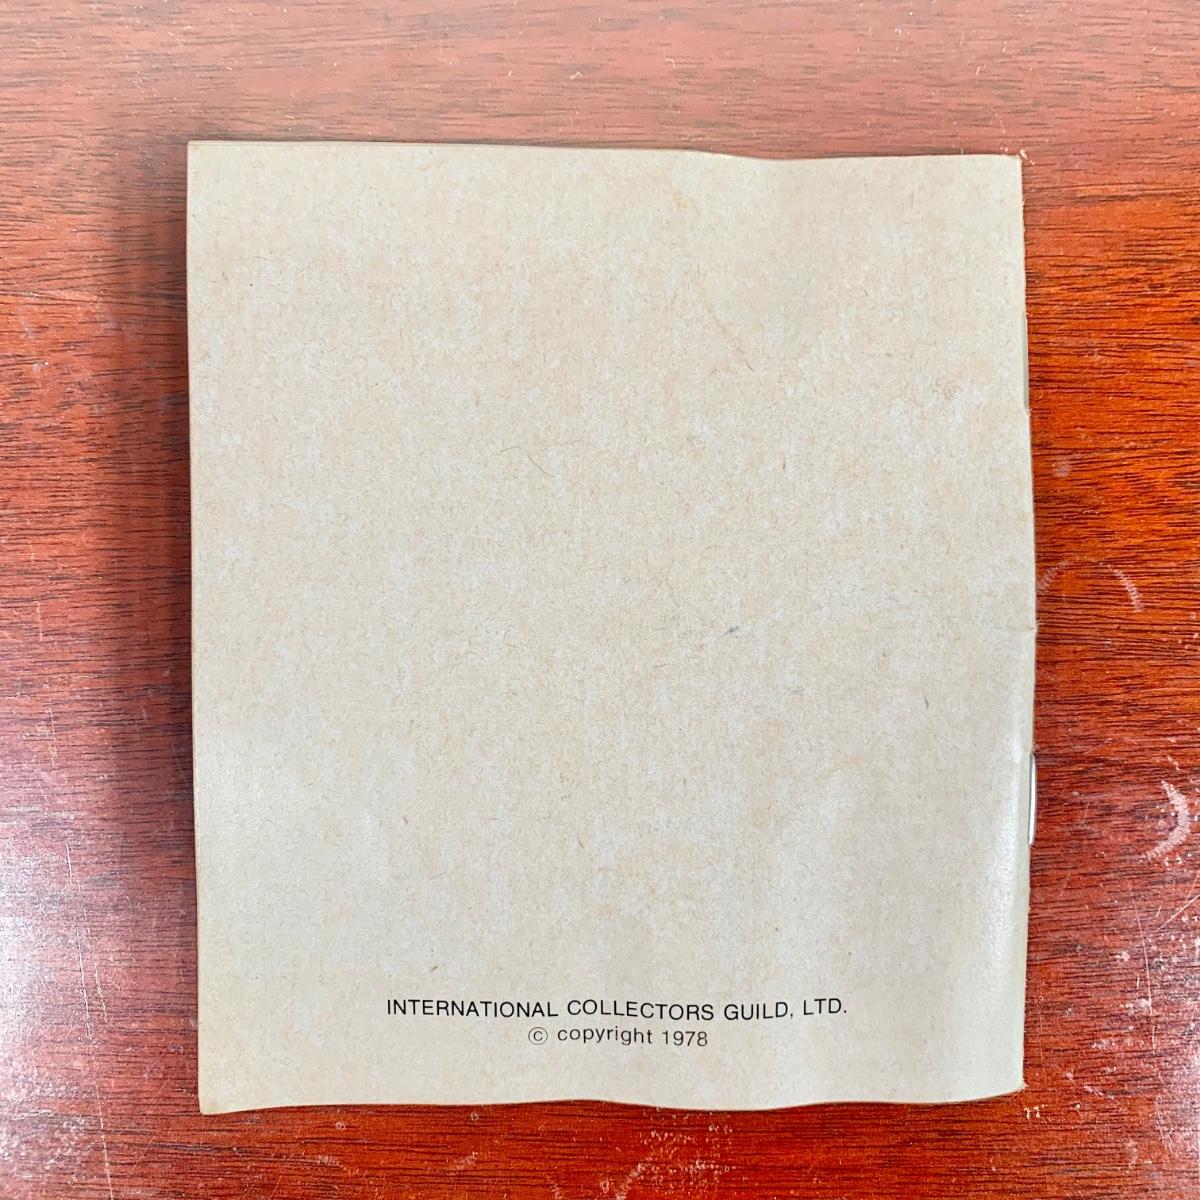 INTERNATIONAL COLLECTORS GUILD, LTD.
© copyright 1978